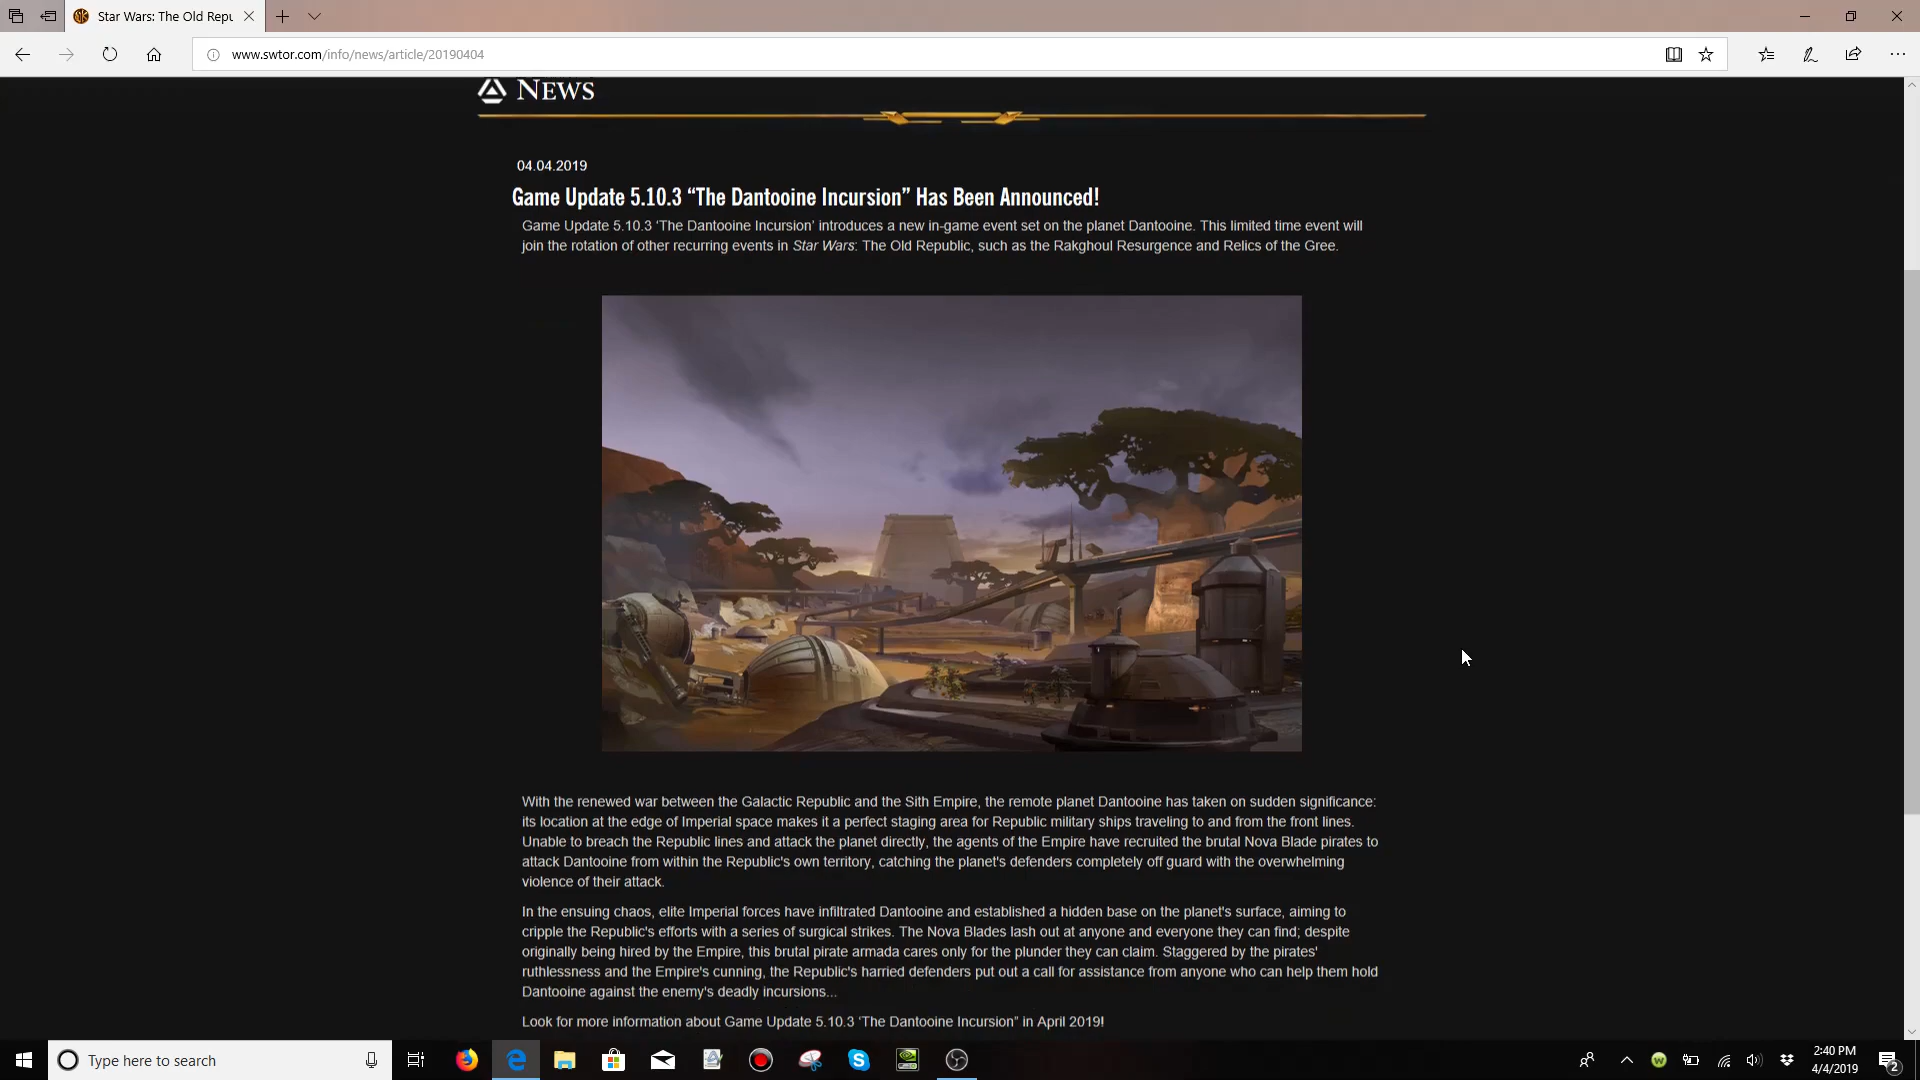 Star Wars: The Old Repu
www.swtor.com/info/news/article/20190404
News
04.04.2019
Game Update 5.10.3 “The Dantooine Incursion” Has Been Announced!
Game Update 5.10.3 ‘The Dantooine Incursion’ introduces a new in-game event set on the planet Dantooine. This limited time event will
join the rotation of other recurring events in Star Wars: The Old Republic, such as the Rakghoul Resurgence and Relics of the Gree.
With the renewed war between the Galactic Republic and the Sith Empire, the remote planet Dantooine has taken on sudden significance:
its location at the edge of Imperial space makes it a perfect staging area for Republic military ships traveling to and from the front lines.
Unable to breach the Republic lines and attack the planet directly, the agents of the Empire have recruited the brutal Nova Blade pirates to
attack Dantooine from within the Republic's own territory, catching the planet's defenders completely off guard with the overwhelming
violence of their attack.
In the ensuing chaos, elite Imperial forces have infiltrated Dantooine and established a hidden base on the planet's surface, aiming to
cripple the Republic's efforts with a series of surgical strikes. The Nova Blades lash out at anyone and everyone they can find; despite
originally being hired by the Empire, this brutal pirate armada cares only for the plunder they can claim. Staggered by the pirates'
ruthlessness and the Empire's cunning, the Republic's harried defenders put out a call for assistance from anyone who can help them hold
Dantooine against the enemy's deadly incursions...
Look for more information about Game Update 5.10.3 ‘The Dantooine Incursion” in April 2019!
Type here to search
2:40 PM
4/4/2019
2